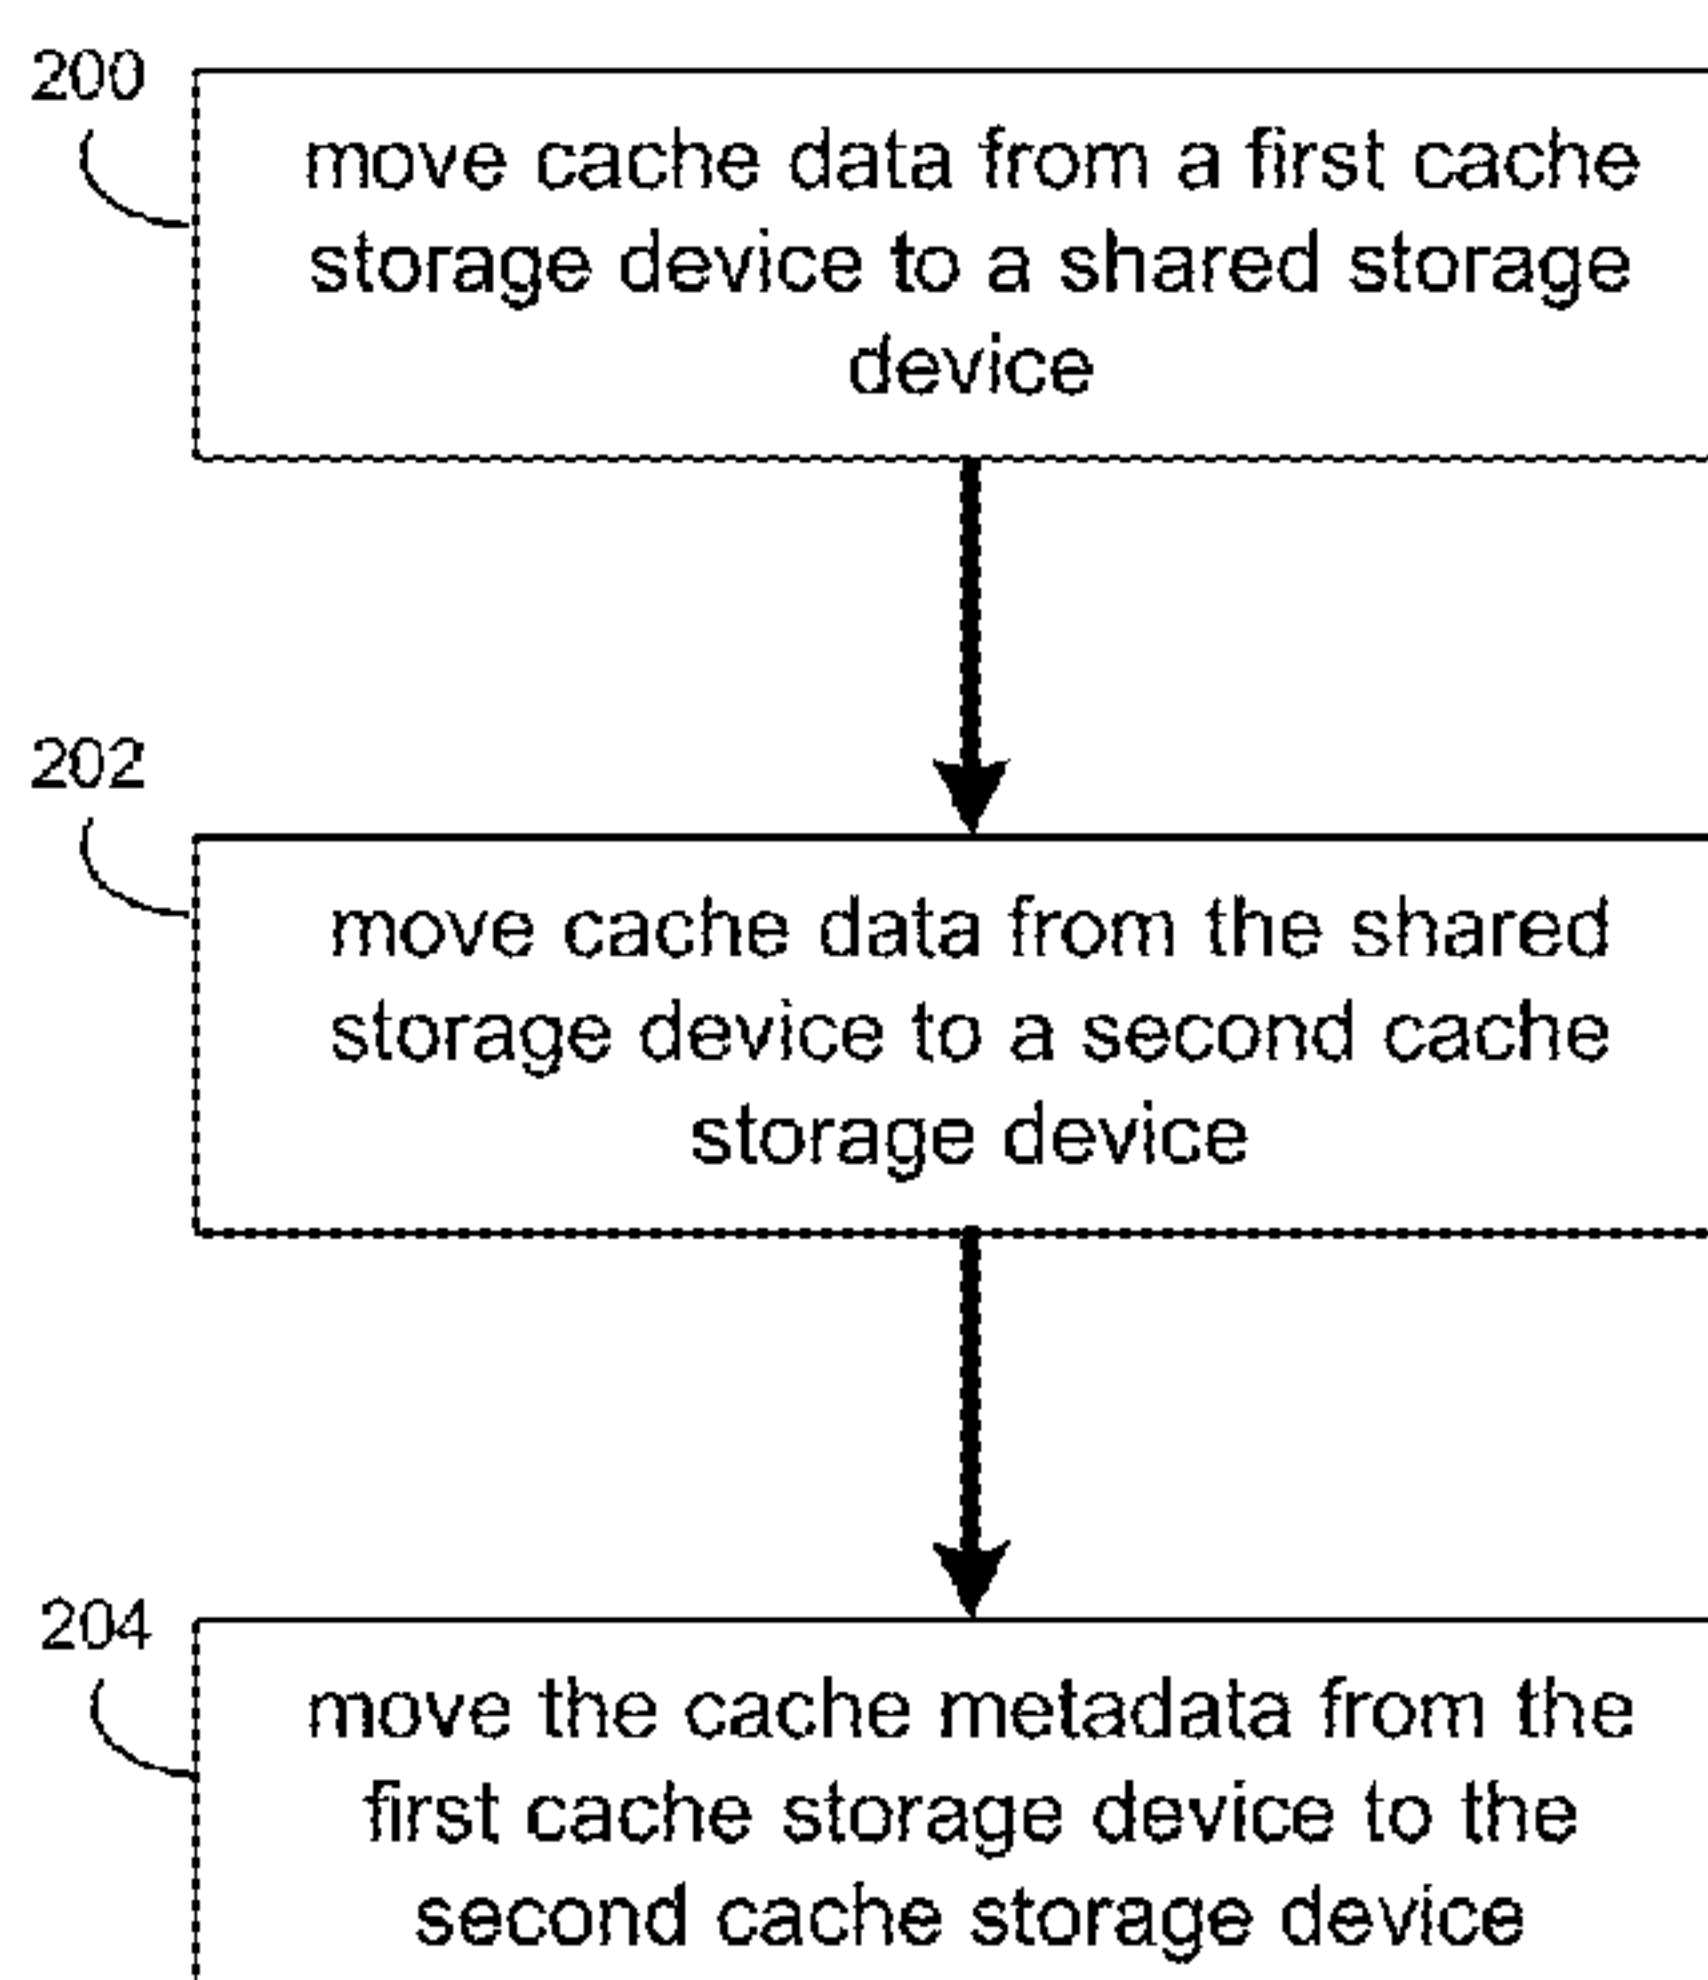 200
move cache data from a first cache
storage device to a shared storage
device
202
move cache data from the shared
storage device to a second cache
storage device
204
move the cache metadata from the
first cache storage device to the
second cache storage device